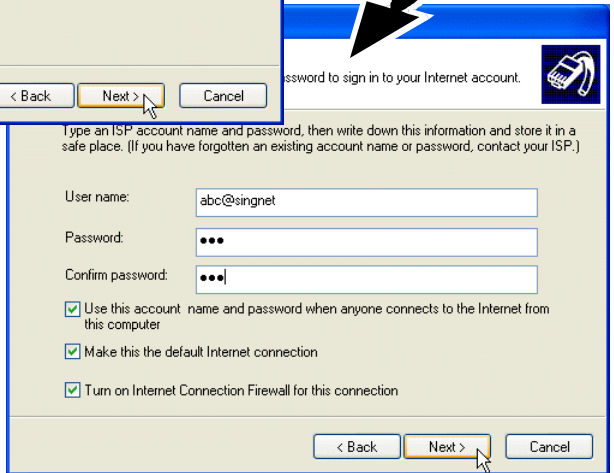 < Back Next > Cancel
ssword to sign in to your Internet account.
Type an ISP account name and password, then write down this information and store it in a
safe place. (If you have forgotten an existing account name or password, contact your ISP.)
User name: abc@singnet
Password: •••
Confirm password: •••
Use this account name and password when anyone connects to the Internet from
this computer
Make this the default Internet connection
Turn on Internet Connection Firewall for this connection
< Back Next > Cancel